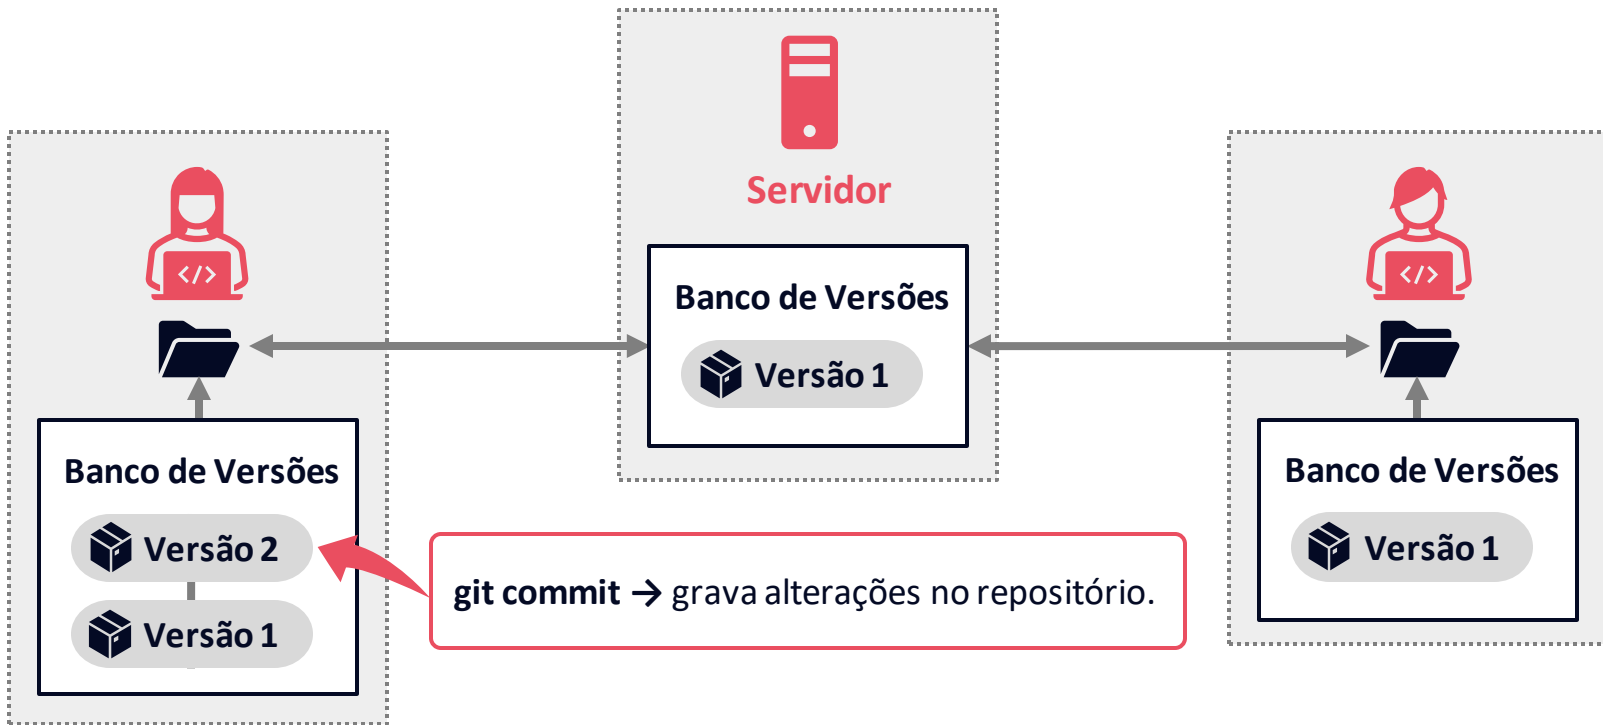 Servidor
Banco de Versões
Versão 1
Banco de Versões
Versão 2
Versão 1
git commit → grava alterações no repositório.
Banco de Versões
Versão 1